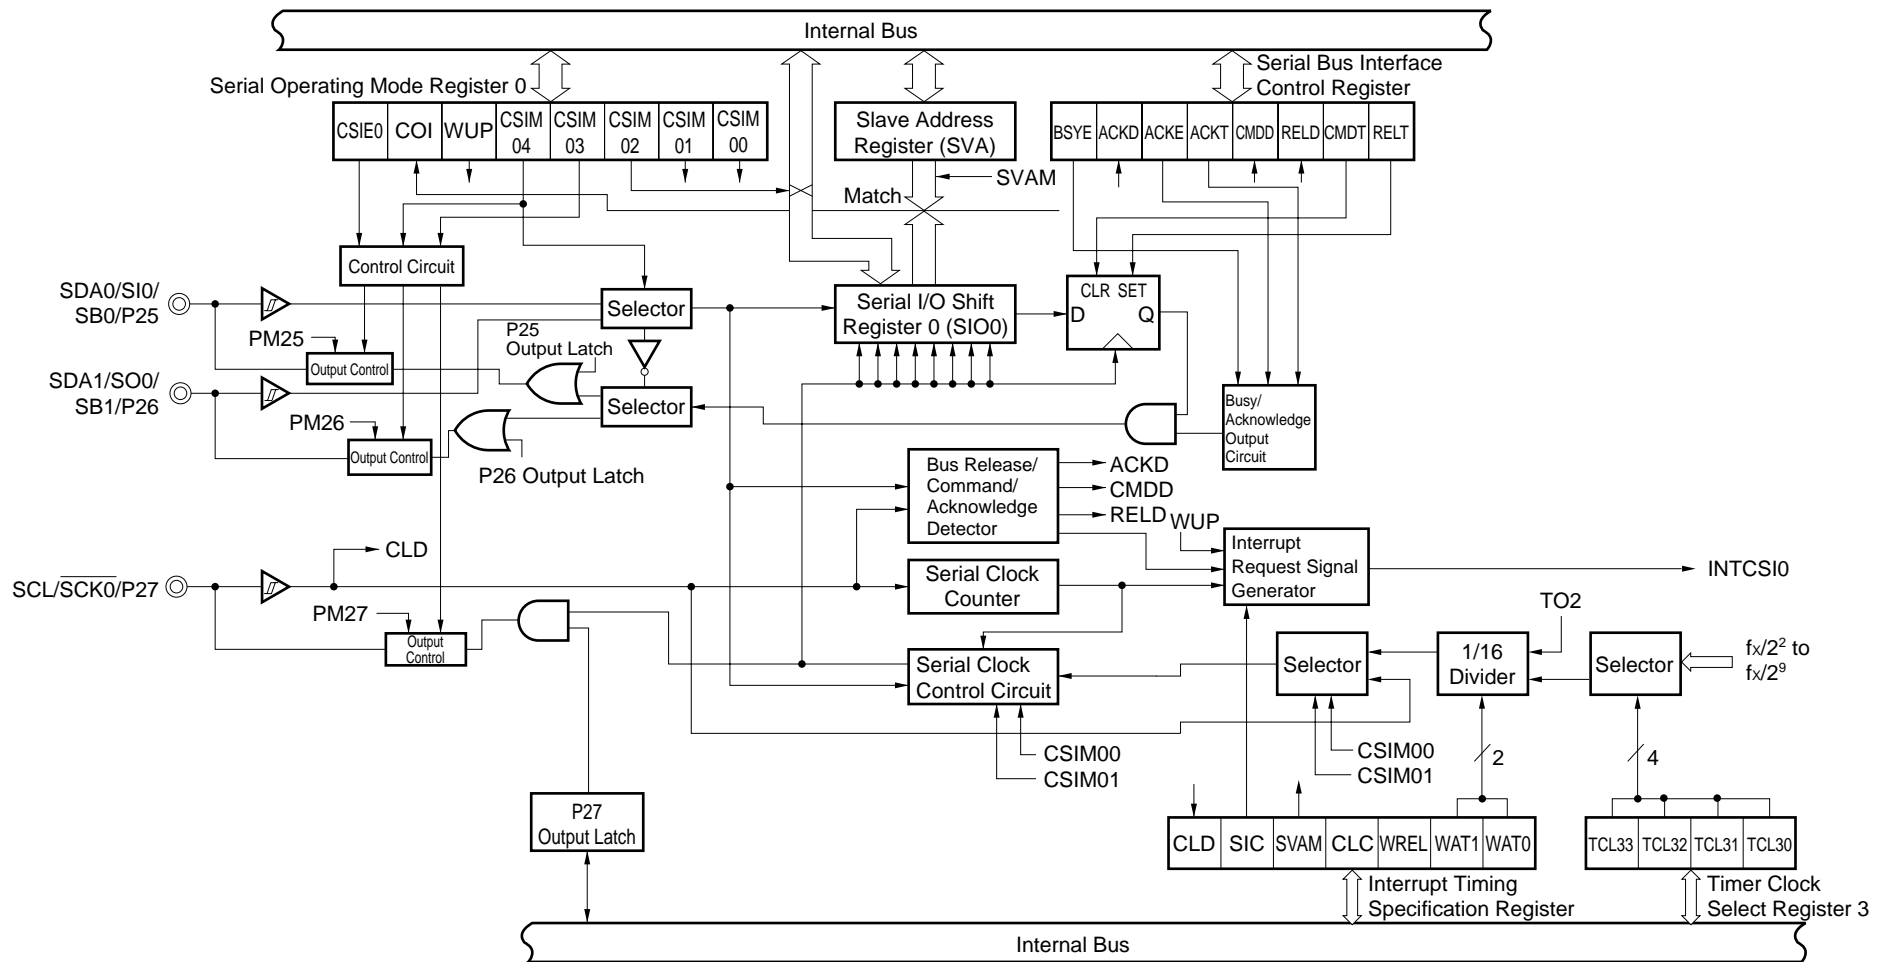 Internal Bus
Serial Operating Mode Register 0
CSIE0 COI WUP CSIM 04 CSIM 03 CSIM 02 CSIM 01 CSIM 00
Slave Address
Register (SVA)
Serial Bus Interface
Control Register
BSYE ACKD ACKE ACKT CMDD RELD CMDT RELT
SVAM
Match
Control Circuit
SDA0/SI0/
SB0/P25
Selector
Serial I/O Shift
Register 0 (SIO0)
CLR SET
D Q
PM25
Output Control
P25
Output Latch
SDA1/SO0/
SB1/P26
Selector
PM26
Output Control
P26 Output Latch
Busy/
Acknowledge
Output
Circuit
Bus Release/
Command/
Acknowledge
Detector
ACKD
CMDD
RELD
WUP
Interrupt
Request Signal
Generator
INTCSI0
CLD
SCL/SCK0/P27
Serial Clock
Counter
PM27
Output
Control
Serial Clock
Control Circuit
Selector
TO2
1/16
Divider
Selector
fx/2² to
fx/2⁹
CSIM00
CSIM01
CSIM00
CSIM01
2
4
P27
Output Latch
CLD SIC SVAM CLC WREL WAT1 WAT0
TCL33 TCL32 TCL31 TCL30
Interrupt Timing
Specification Register
Timer Clock
Select Register 3
Internal Bus